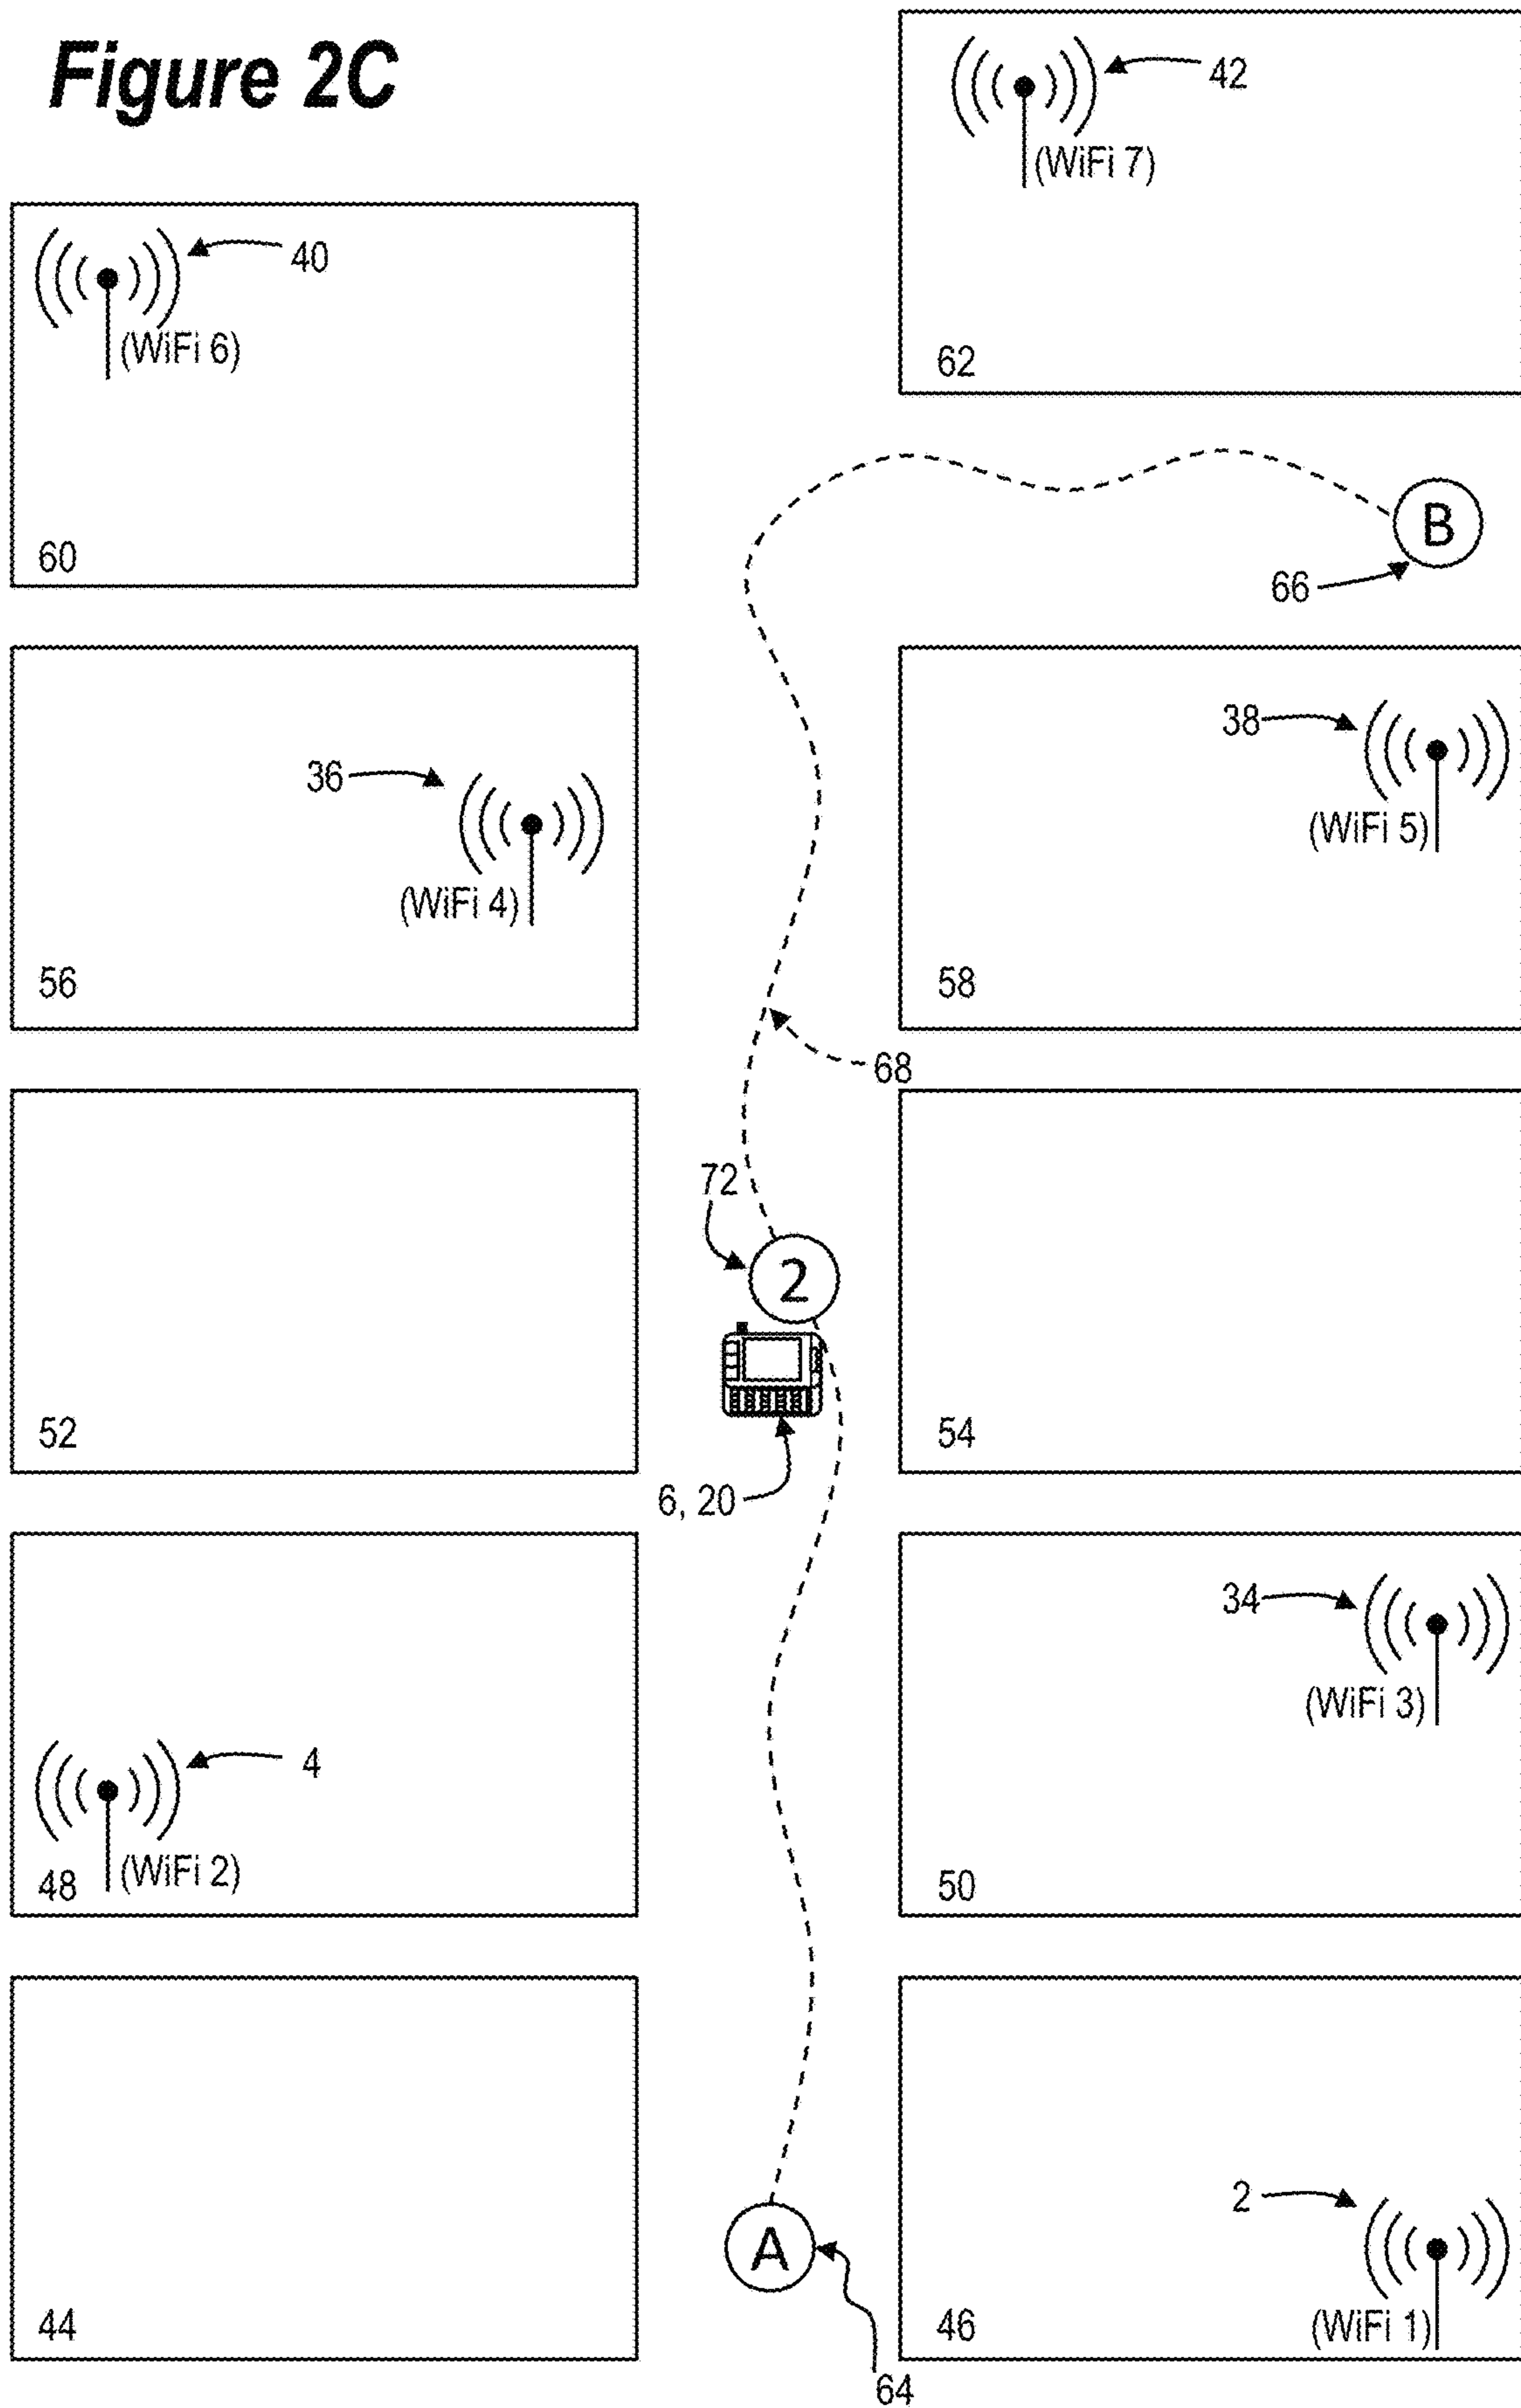 Figure 2C
42
(WiFi 7)
40
(WiFi 6)
62
60
B
66
38
36
(WiFi 5)
(WiFi 4)
56
58
68
72
2
52
54
6, 20
34
(WiFi 3)
4
(WiFi 2)
48
50
2
A
44
46
(WiFi 1)
64